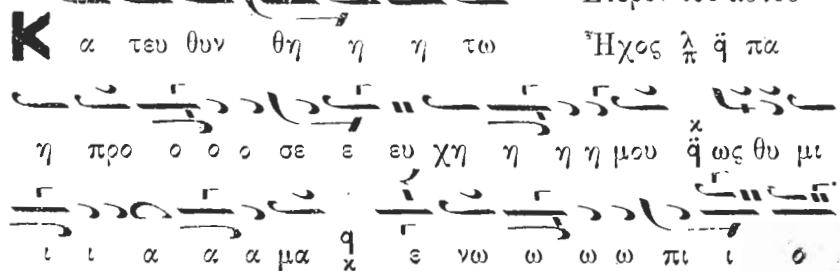 Κ α τευ θυν θη η η τω Ἦχος λ π q̈ πα
η προ ο ο ο σε ε ευ χη η η η μου q̈ ως θυ μι
ι ι α α α μα q ε νω ω ω ω πι ι ο